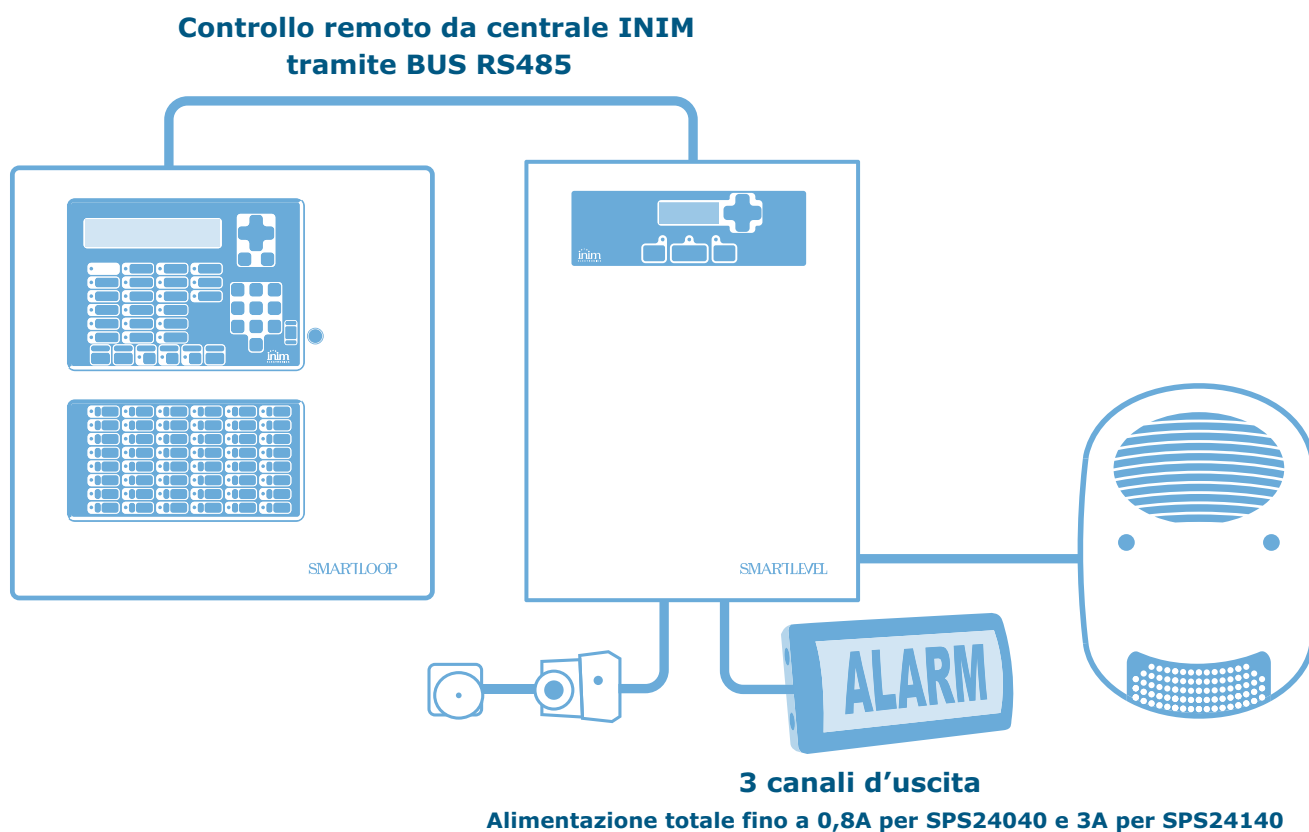 Controllo remoto da centrale INIM
tramite BUS RS485
inim
inim
SMARTLOOP
SMARTLEVEL
ALARM
3 canali d’uscita
Alimentazione totale fino a 0,8A per SPS24040 e 3A per SPS24140